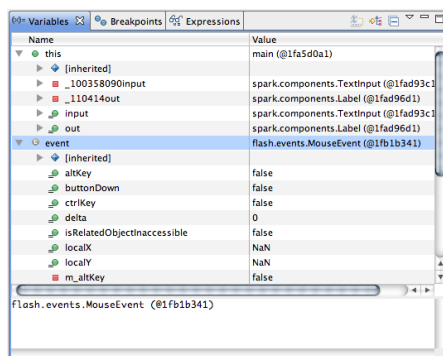 Variables Breakpoints Expressions
Name Value
this main (@1fa5d0a1)
[inherited]
_100358090input spark.components.TextInput (@1fad93c1
_110414out spark.components.Label (@1fad96d1)
input spark.components.TextInput (@1fad93c1
out spark.components.Label (@1fad96d1)
event flash.events.MouseEvent (@1fb1b341)
[inherited]
altKey false
buttonDown false
ctrlKey false
delta 0
isRelatedObjectInaccessible false
localX NaN
localY NaN
m_altKey false
flash.events.MouseEvent (@1fb1b341)